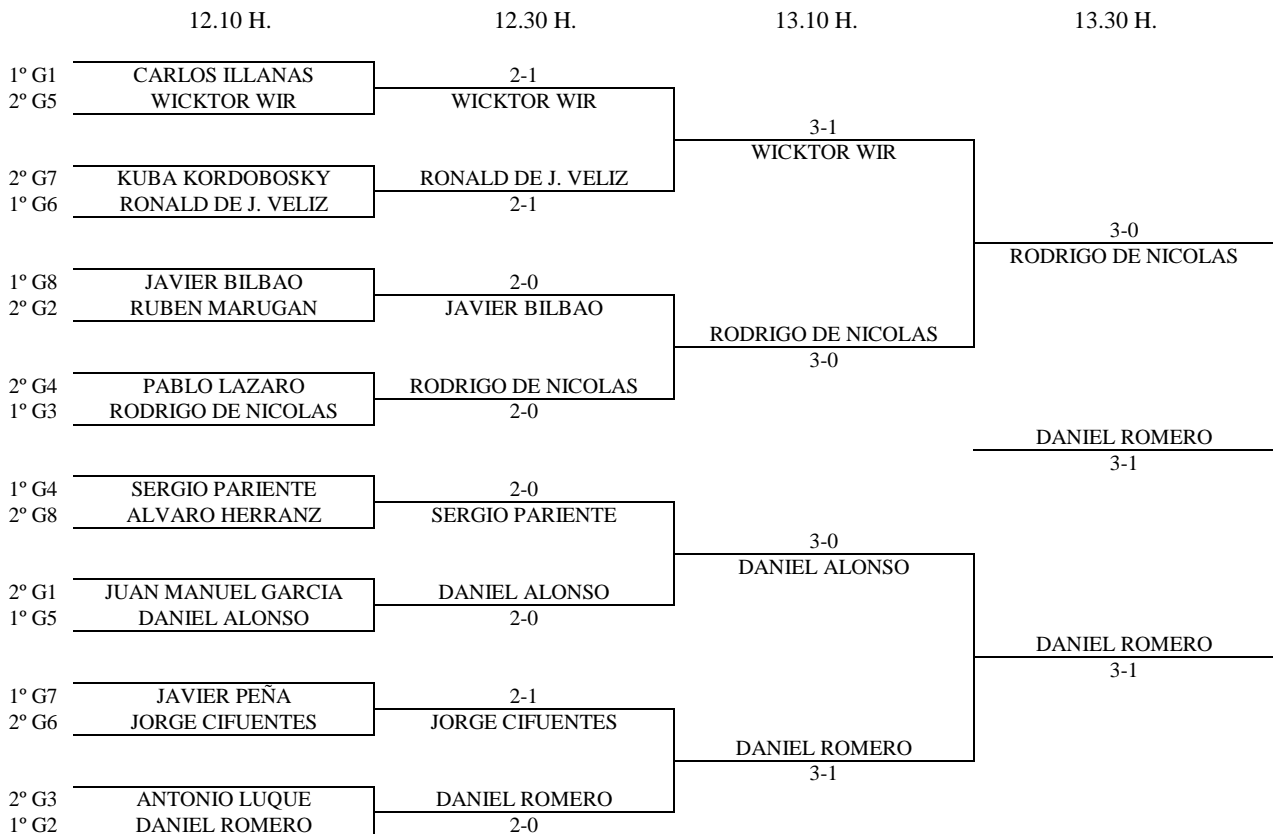 12.10 H. 12.30 H. 13.10 H. 13.30 H.
1º G1 CARLOS ILLANAS 2-1
2º G5 WICKTOR WIR WICKTOR WIR
3-1
WICKTOR WIR
2º G7 KUBA KORDOBOSKY RONALD DE J. VELIZ
1º G6 RONALD DE J. VELIZ 2-1
3-0
RODRIGO DE NICOLAS
1º G8 JAVIER BILBAO 2-0
2º G2 RUBEN MARUGAN JAVIER BILBAO
RODRIGO DE NICOLAS
3-0
2º G4 PABLO LAZARO RODRIGO DE NICOLAS
1º G3 RODRIGO DE NICOLAS 2-0
DANIEL ROMERO
3-1
1º G4 SERGIO PARIENTE 2-0
2º G8 ALVARO HERRANZ SERGIO PARIENTE
3-0
DANIEL ALONSO
2º G1 JUAN MANUEL GARCIA DANIEL ALONSO
1º G5 DANIEL ALONSO 2-0
DANIEL ROMERO
3-1
1º G7 JAVIER PEÑA 2-1
2º G6 JORGE CIFUENTES JORGE CIFUENTES
DANIEL ROMERO
3-1
2º G3 ANTONIO LUQUE DANIEL ROMERO
1º G2 DANIEL ROMERO 2-0